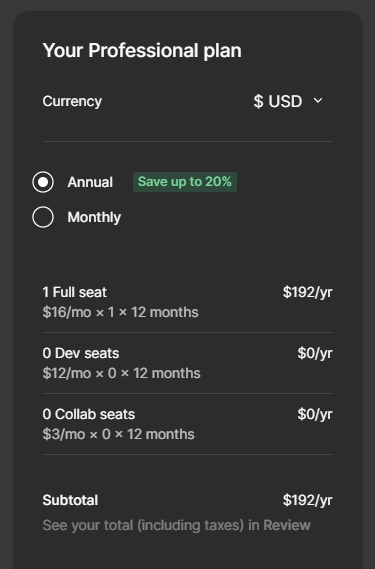 Your Professional plan
Currency $ USD
Annual Save up to 20%
Monthly
1 Full seat $192/yr
$16/mo × 1 × 12 months
0 Dev seats $0/yr
$12/mo × 0 × 12 months
0 Collab seats $0/yr
$3/mo × 0 × 12 months
Subtotal $192/yr
See your total (including taxes) in Review